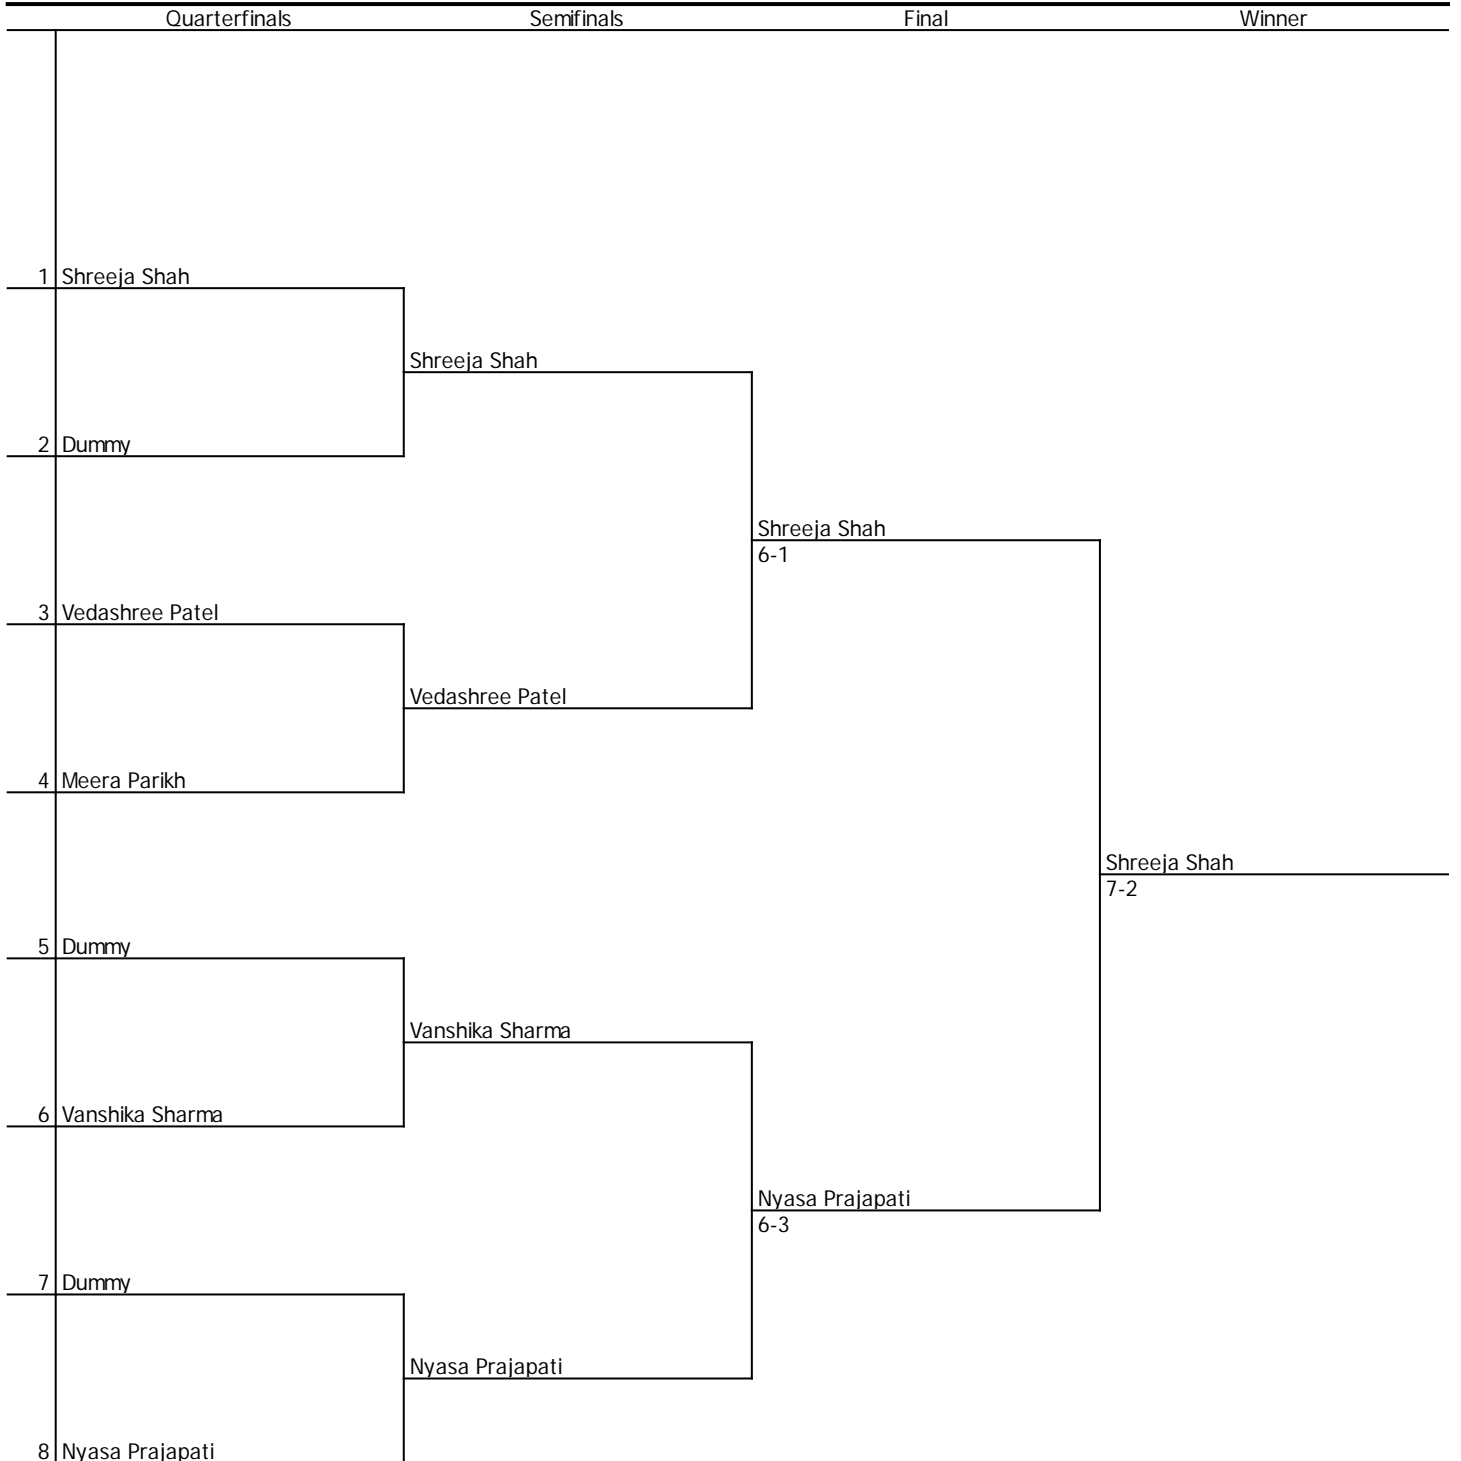 Quarterfinals Semifinals Final Winner
1 Shreeja Shah
Shreeja Shah
2 Dummy
Shreeja Shah
6-1
3 Vedashree Patel
Vedashree Patel
4 Meera Parikh
Shreeja Shah
7-2
5 Dummy
Vanshika Sharma
6 Vanshika Sharma
Nyasa Prajapati
6-3
7 Dummy
Nyasa Prajapati
8 Nyasa Prajapati